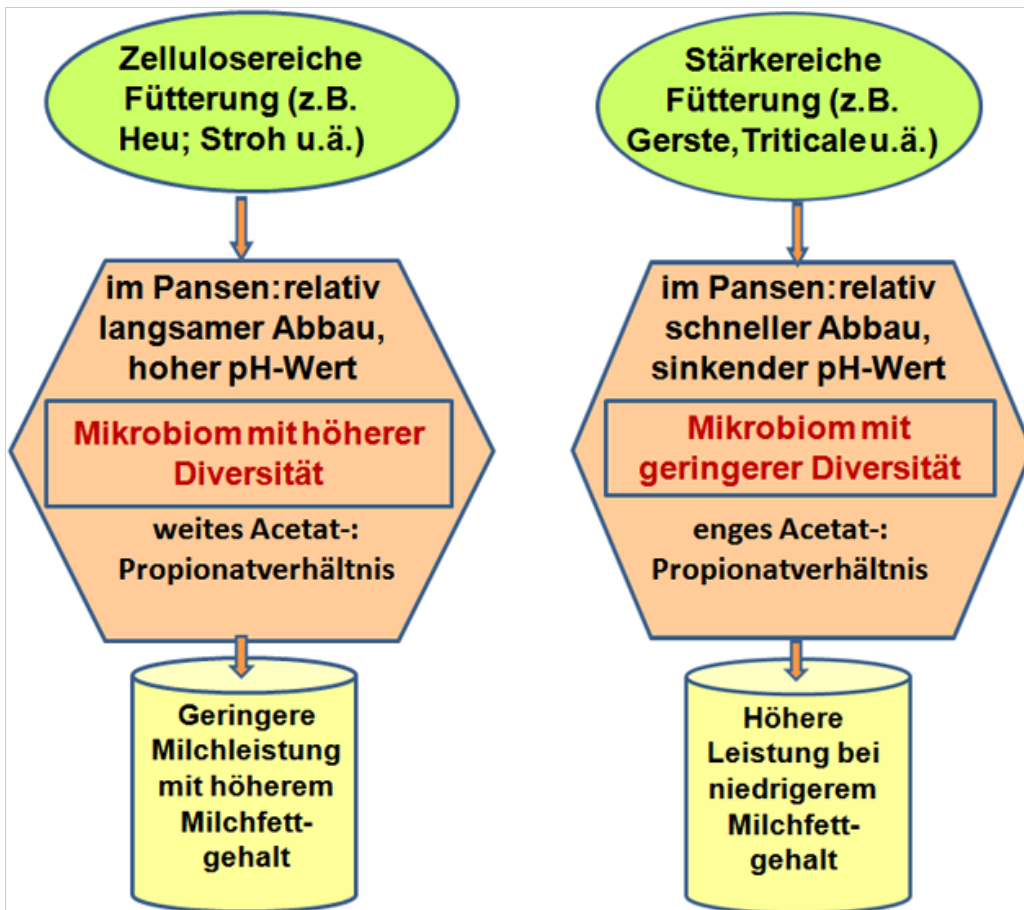 Zellulosereiche
Fütterung (z.B.
Heu; Stroh u.ä.)
im Pansen:relativ
langsamer Abbau,
hoher pH-Wert
Mikrobiom mit höherer
Diversität
weites Acetat-:
Propionatverhältnis
Geringere
Milchleistung
mit höherem
Milchfett-
gehalt
Stärkereiche
Fütterung (z.B.
Gerste,Triticale u.ä.)
im Pansen:relativ
schneller Abbau,
sinkender pH-Wert
Mikrobiom mit
geringerer Diversität
enges Acetat-:
Propionatverhältnis
Höhere
Leistung bei
niedrigerem
Milchfett-
gehalt